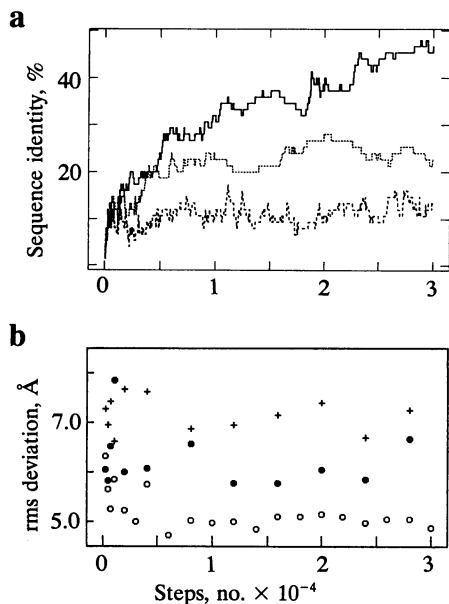 a
Sequence identity, %
40
20
0
1
2
3
b
rms deviation, Å
7.0
5.0
0
1
2
3
Steps, no. × 10⁻⁴